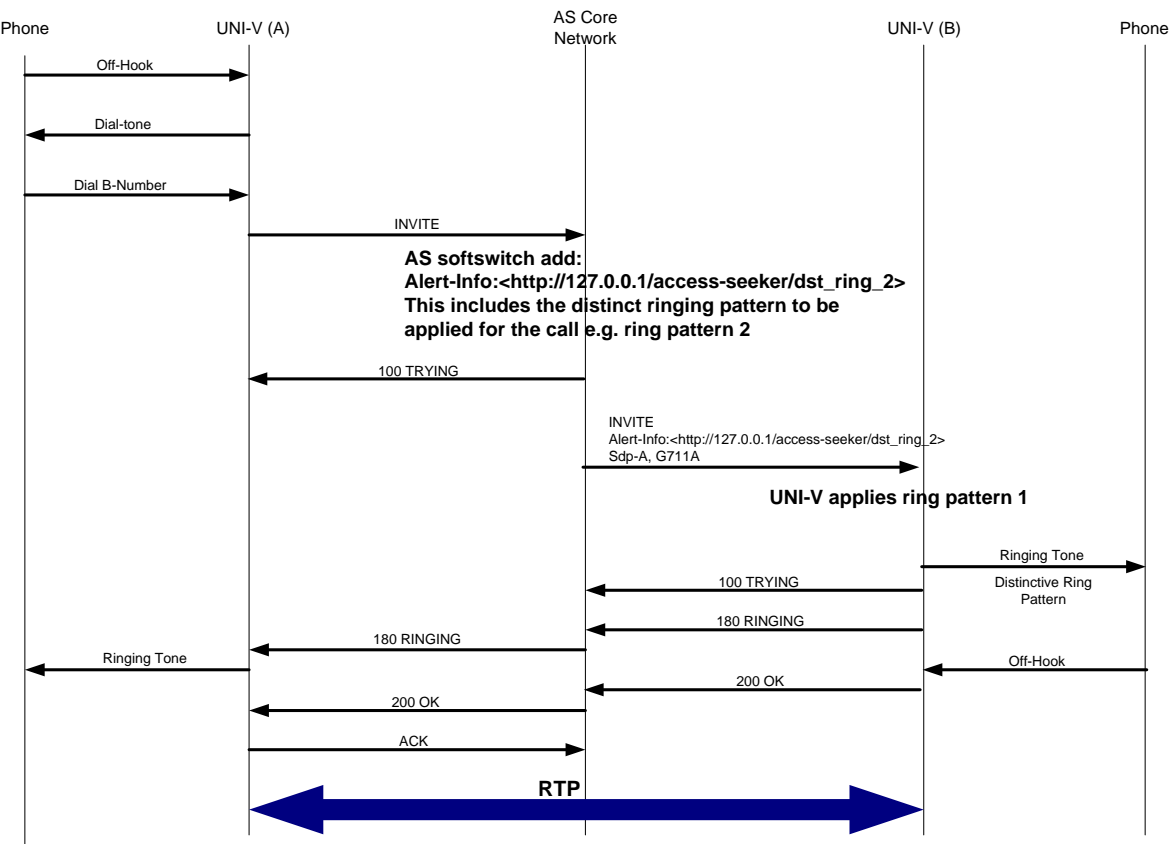 Phone
UNI-V (A)
AS Core
Network
UNI-V (B)
Phone
Off-Hook
Dial-tone
Dial B-Number
INVITE
AS softswitch add:
Alert-Info:<http://127.0.0.1/access-seeker/dst_ring_2>
This includes the distinct ringing pattern to be
applied for the call e.g. ring pattern 2
100 TRYING
INVITE
Alert-Info:<http://127.0.0.1/access-seeker/dst_ring_2>
Sdp-A, G711A
UNI-V applies ring pattern 1
Ringing Tone
100 TRYING
Distinctive Ring
Pattern
180 RINGING
180 RINGING
Ringing Tone
Off-Hook
200 OK
200 OK
ACK
RTP